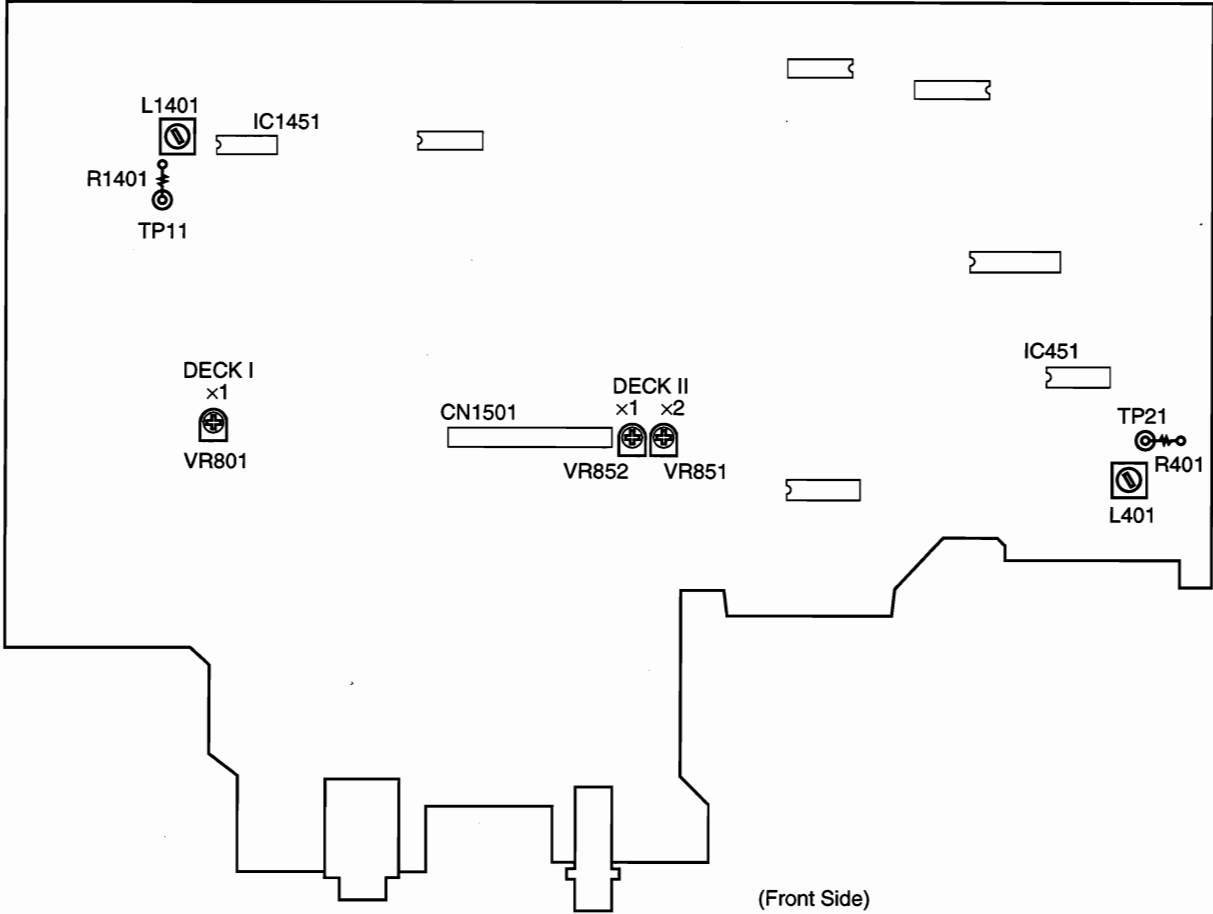 L1401
IC1451
R1401
TP11
DECK I
×1
VR801
CN1501
DECK II
×1 ×2
VR852 VR851
IC451
TP21
R401
L401
(Front Side)